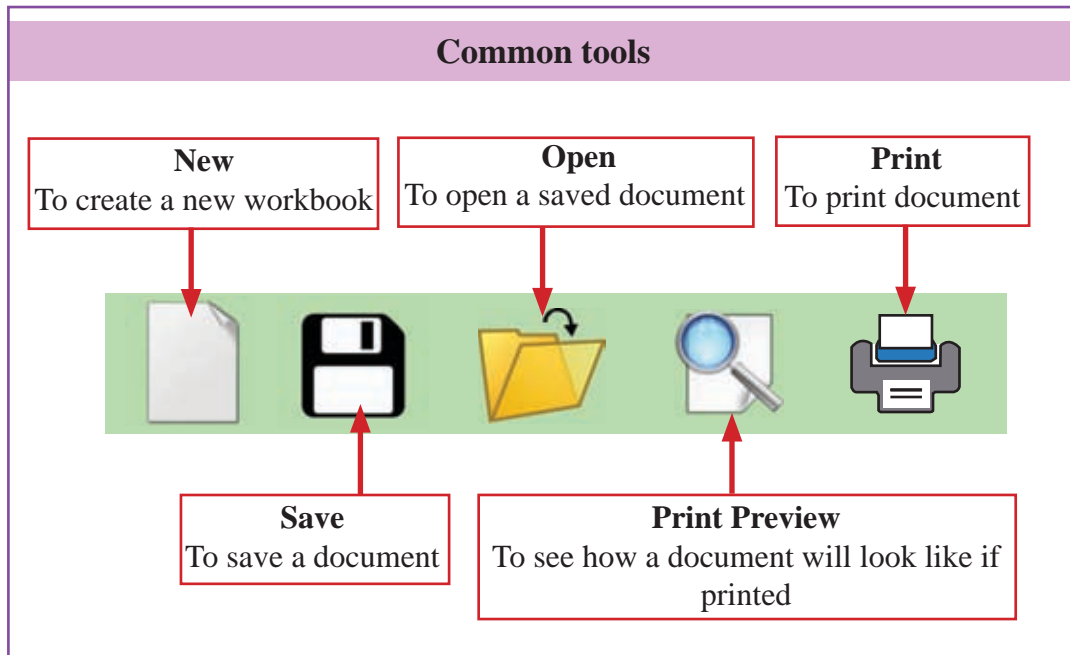 Common tools
New
To create a new workbook
Open
To open a saved document
Print
To print document
Save
To save a document
Print Preview
To see how a document will look like if
printed